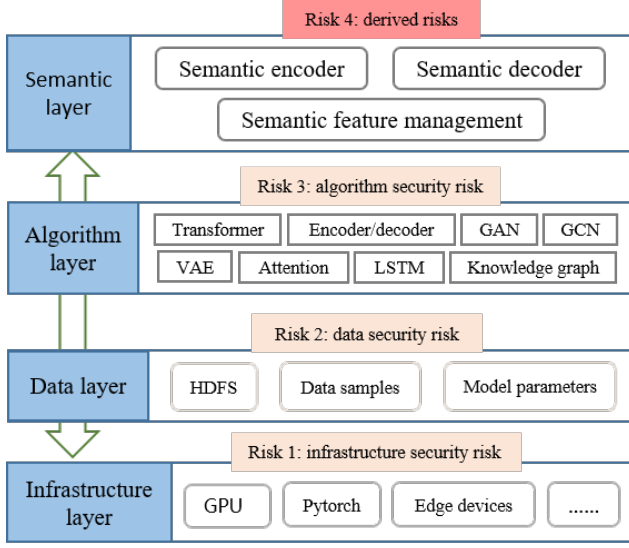 Risk 4: derived risks
Semantic
layer
Semantic encoder
Semantic decoder
Semantic feature management
Risk 3: algorithm security risk
Algorithm
layer
Transformer
Encoder/decoder
GAN
GCN
VAE
Attention
LSTM
Knowledge graph
Risk 2: data security risk
Data layer
HDFS
Data samples
Model parameters
Risk 1: infrastructure security risk
Infrastructure
layer
GPU
Pytorch
Edge devices
......